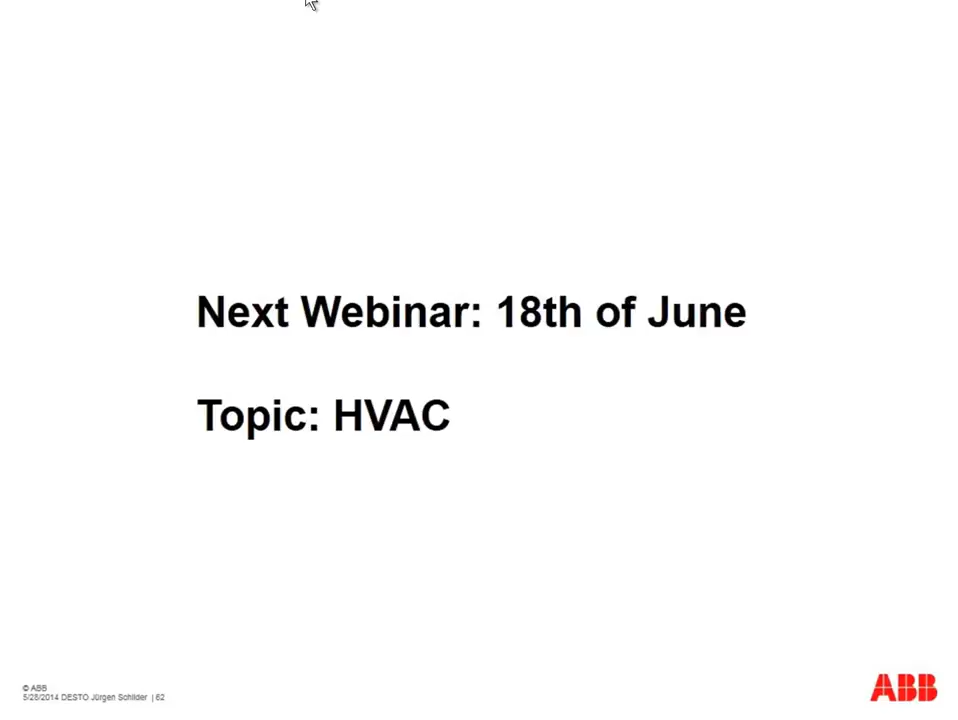 Next Webinar: 18th of June
Topic: HVAC
© ABB
5/28/2014 DESTO Jürgen Schilder | 62
ABB